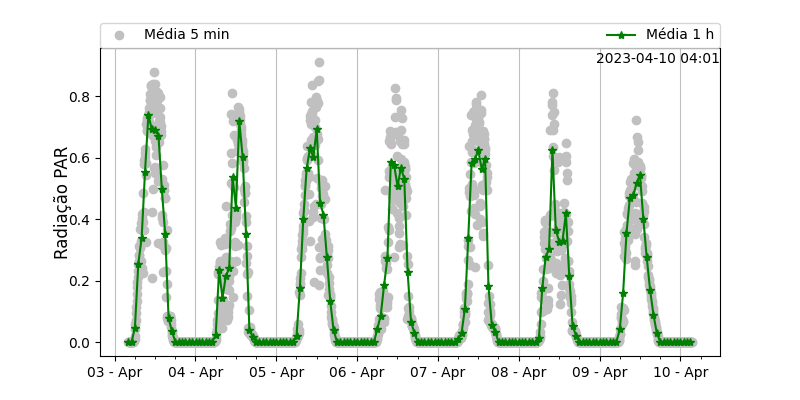 Média 5 min
Média 1 h
2023-04-10 04:01
Radiação PAR
0.8
0.6
0.4
0.2
0.0
03 - Apr
04 - Apr
05 - Apr
06 - Apr
07 - Apr
08 - Apr
09 - Apr
10 - Apr